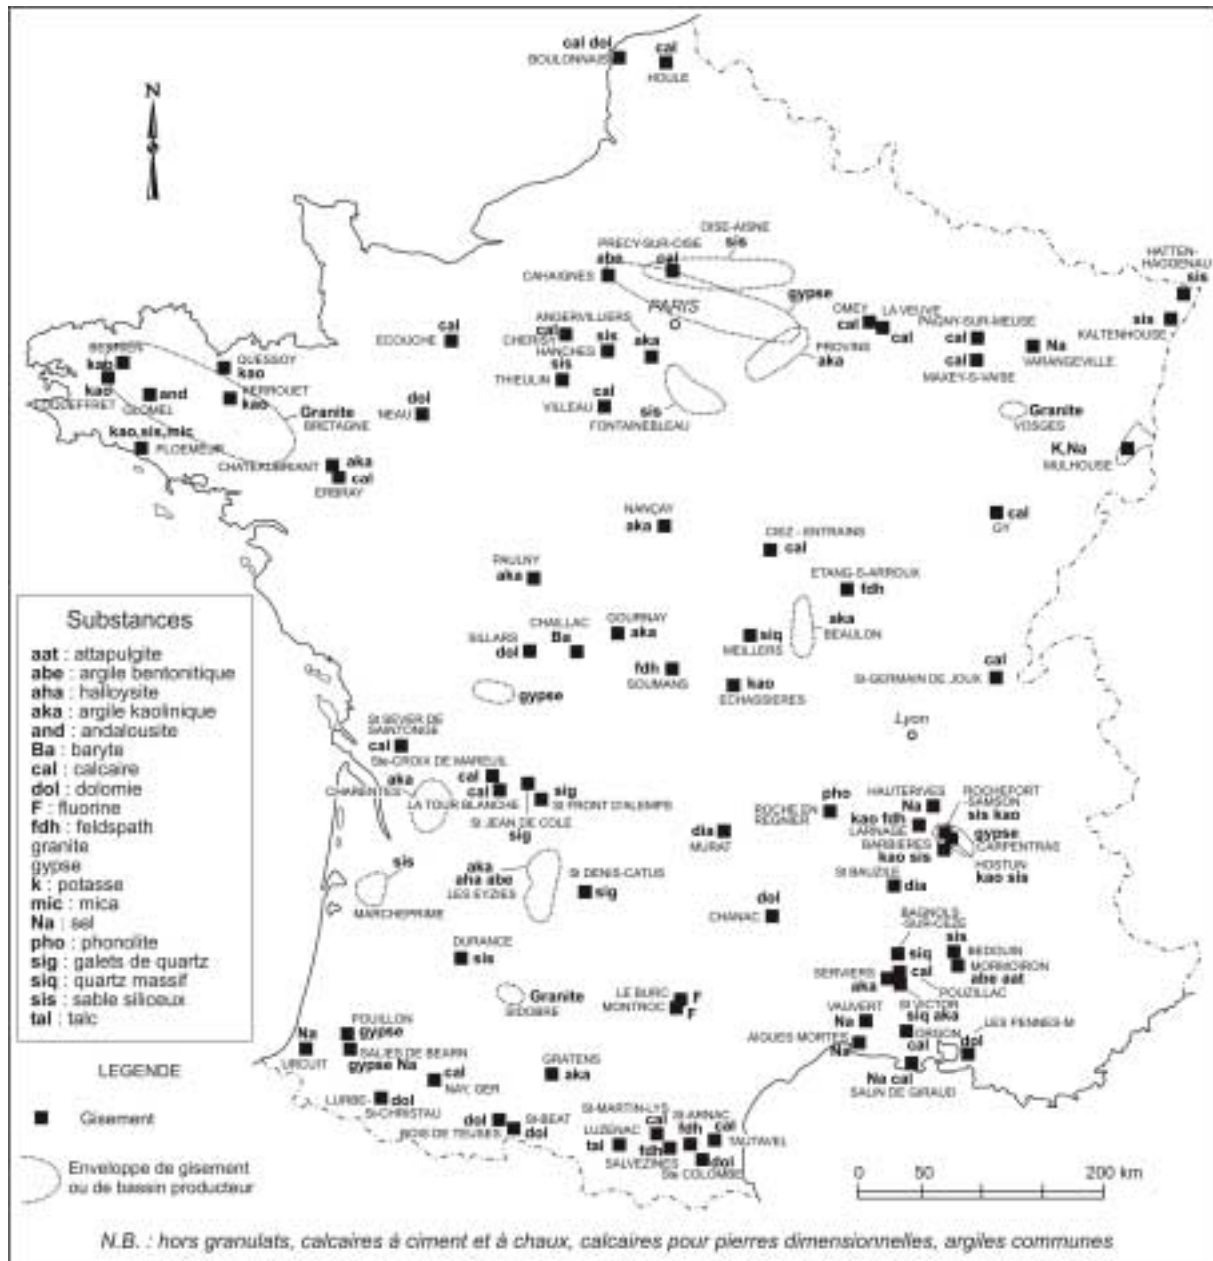 cal dol
BOULONNAIS
cal
HOULE
N
OISE-AISNE
sis
PRECY-SUR-OISE
cal
abe
CAHAIGNES
HATTEN-
HAGUENAU
sis
sis
KALTENHOUSE
gypse
PARIS
ANGERVILLIERS
cal
CHERISY
sis
HANCHES
aka
sis
THIEULIN
cal
VILLEAU
sis
FONTAINEBLEAU
PROVINS
aka
OMEY
cal
LA-VEUVE
cal
PAGNY-SUR-MEUSE
cal
cal
MAXEY-S-VAISE
Na
VARANGEVILLE
cal
ECOUCHE
BERRIEN
kao
kao
LOQUEFFRET
and
GLOMEL
QUESSOY
kao
KERROUET
kao
Granite
BRETAGNE
kao,sis,mic
PLOEMEUR
dol
NEAU
CHATEAUBRIANT
aka
cal
ERBRAY
Granite
VOSGES
K,Na
MULHOUSE
cal
GY
NANÇAY
aka
CIEZ - ENTRAINS
cal
PAULNY
aka
ETANG-S-ARROUX
fdh
aka
BEAULON
GOURNAY
aka
CHAILLAC
Ba
SILLARS
dol
siq
MEILLERS
fdh
SOUMANS
kao
ECHASSIERES
gypse
cal
St-GERMAIN DE JOUX
Lyon
Substances
aat : attapulgite
abe : argile bentonitique
aha : halloysite
aka : argile kaolinique
and : andalousite
Ba : baryte
cal : calcaire
dol : dolomie
F : fluorine
fdh : feldspath
granite
gypse
k : potasse
mic : mica
Na : sel
pho : phonolite
sig : galets de quartz
siq : quartz massif
sis : sable siliceux
tal : talc
LEGENDE
Gisement
Enveloppe de gisement
ou de bassin producteur
St SEVER DE
SAINTONGE
cal
Ste-CROIX DE MAREUIL
cal
cal
LA TOUR BLANCHE
aka
CHARENTES
sig
St FRONT D'ALEMPS
St JEAN DE COLE
sig
sis
MARCHEPRIME
aka
aha abe
LES EYZIES
St DENIS-CATUS
sig
dia
MURAT
pho
ROCHE EN
REGNIER
HAUTERIVES
Na
kao fdh
LARNAGE
BARBIERES
kao sis
ROCHEFORT
-SAMSON
sis kao
gypse
CARPENTRAS
HOSTUN
kao sis
St BAUZILE
dia
dol
CHANAC
DURANCE
sis
Granite
SIDOBRE
LE BURC
F
MONTROC
F
BAGNOLS
-SUR-CEZE
siq
sis
BEDOUIN
MORMOIRON
abe aat
SERVIERS
aka
cal
POUZILLAC
St VICTOR
siq aka
VAUVERT
Na
AIGUES MORTES
Na
ORGON
cal
LES PENNES-M
dol
Na cal
SALIN DE GIRAUD
POUILLON
gypse
Na
URCUIT
SALIES DE BEARN
gypse Na
cal
NAY, GER
LURBE-
St-CHRISTAU
dol
GRATENS
aka
dol
St-BEAT
dol
St-MARTIN-LYS
cal
LUZENAC
tal
St-ARNAC
fdh
fdh
SALVEZINES
cal
TAUTAVEL
dol
Ste COLOMBE
0 50 200 km
N.B. : hors granulats, calcaires à ciment et à chaux, calcaires pour pierres dimensionnelles, argiles communes